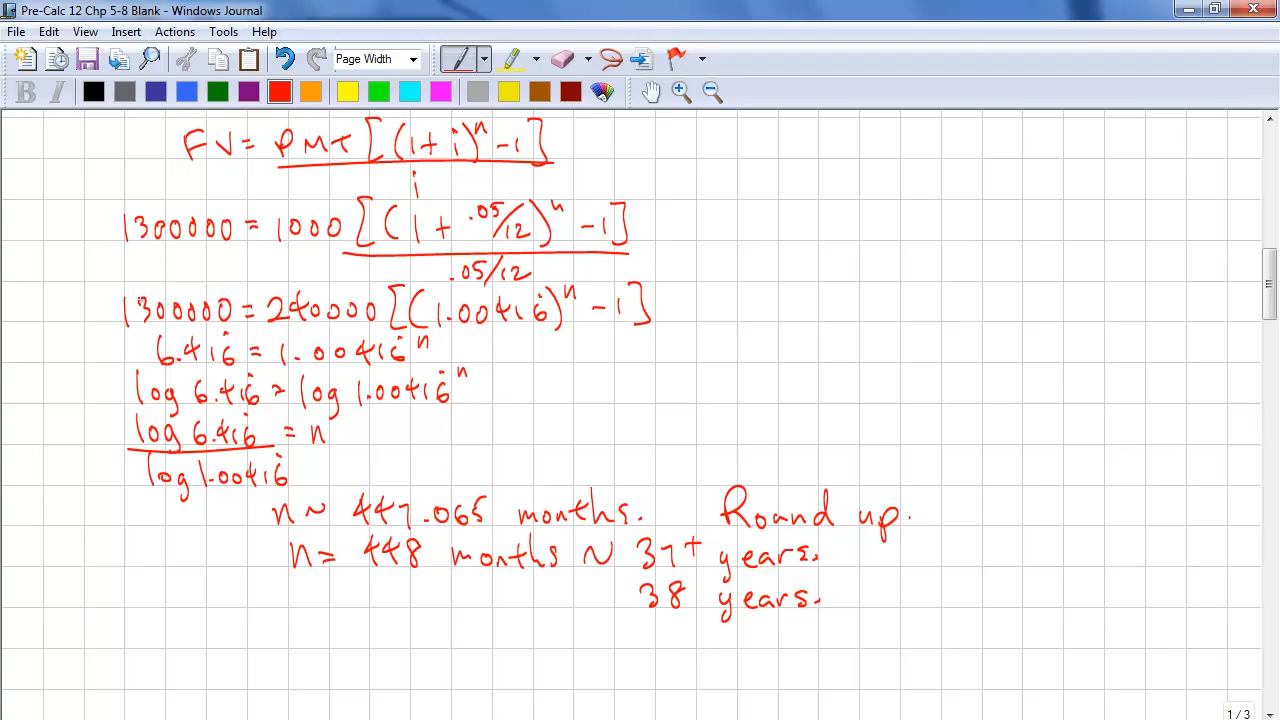 Pre-Calc 12 Chp 5-8 Blank - Windows Journal
File Edit View Insert Actions Tools Help
Page Width
B I
FV = PMT [(1 + i)^n - 1]
i
1300000 = 1000 [(1 + .05/12)^n - 1]
.05/12
1300000 = 240000 [(1.00416̇)^n - 1]
6.416̇ = 1.00416̇^n
log 6.416̇ = log 1.00416̇^n
log 6.416̇ = n
log 1.00416̇
n ~ 447.065 months. Round up.
n = 448 months ~ 37+ years.
38 years.
1 / 3